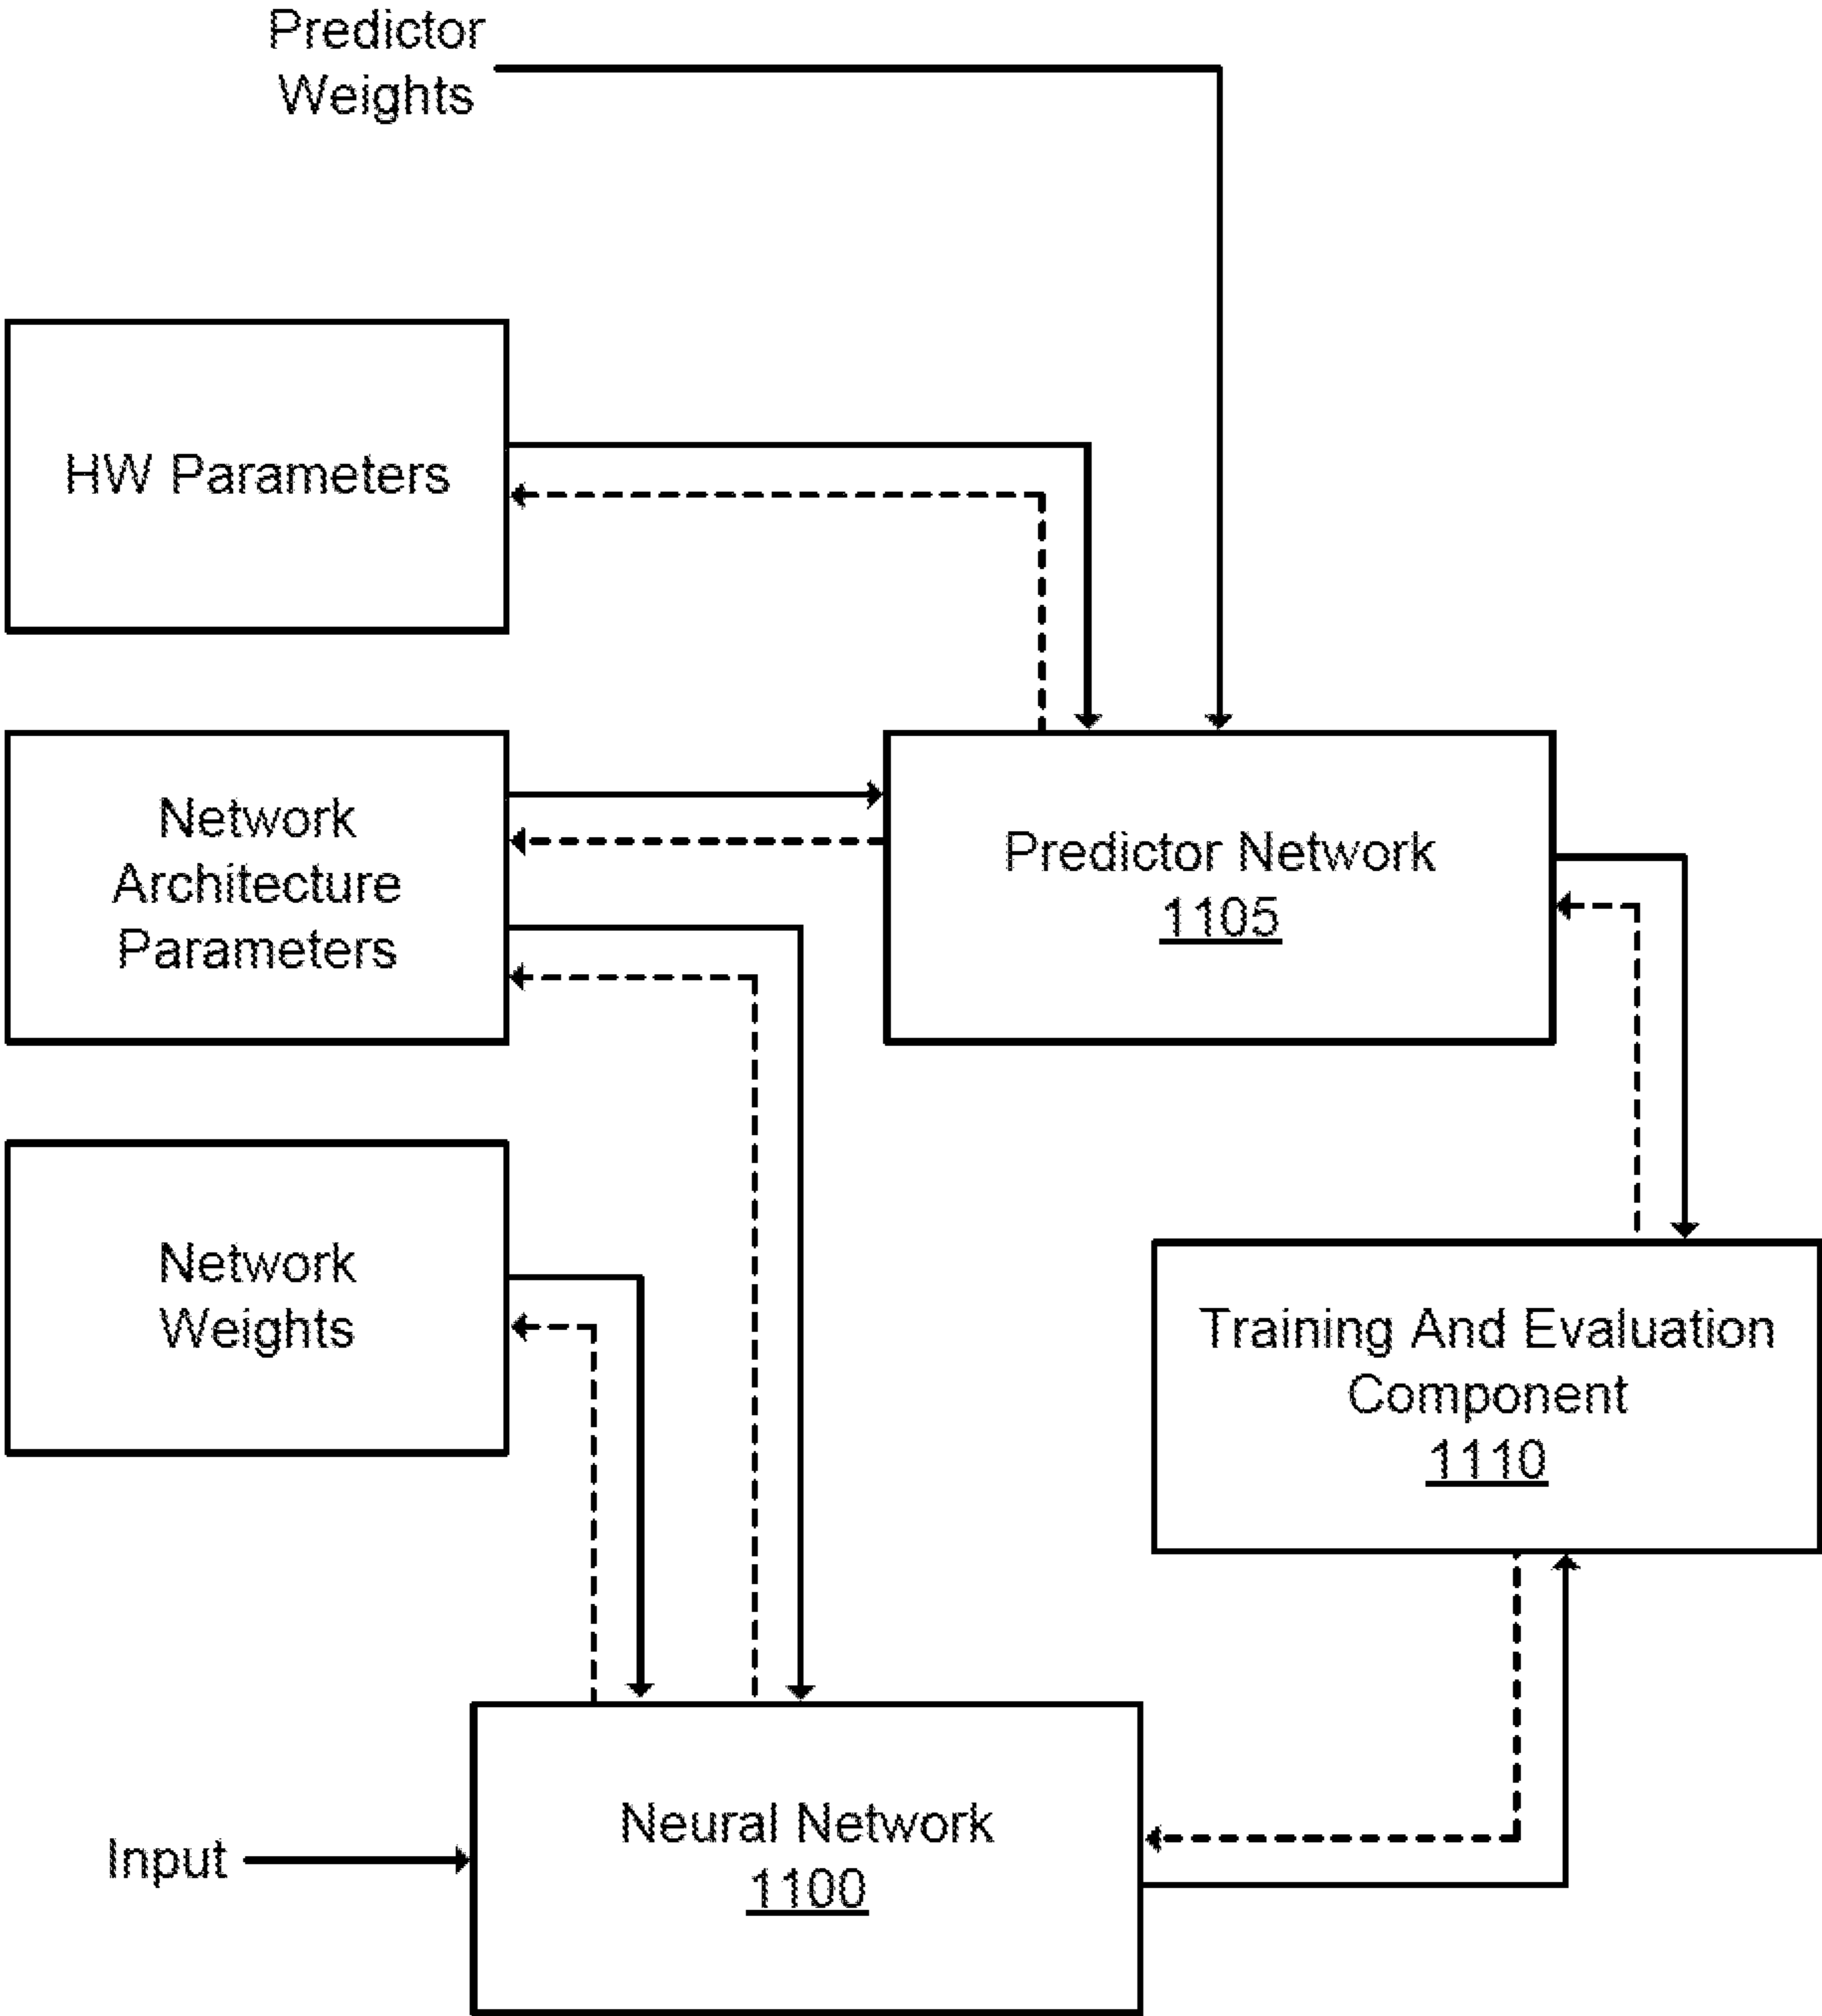 Predictor
Weights
HW Parameters
Network
Architecture
Parameters
Predictor Network
1105
Network
Weights
Training And Evaluation
Component
1110
Neural Network
1100
Input